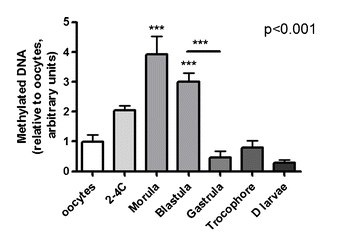 p<0.001
Methylated DNA
(relative to oocytes,
arbitrary units)
5
4
3
2
1
0
***
***
***
oocytes
2-4C
Morula
Blastula
Gastrula
Trocophore
D larvae